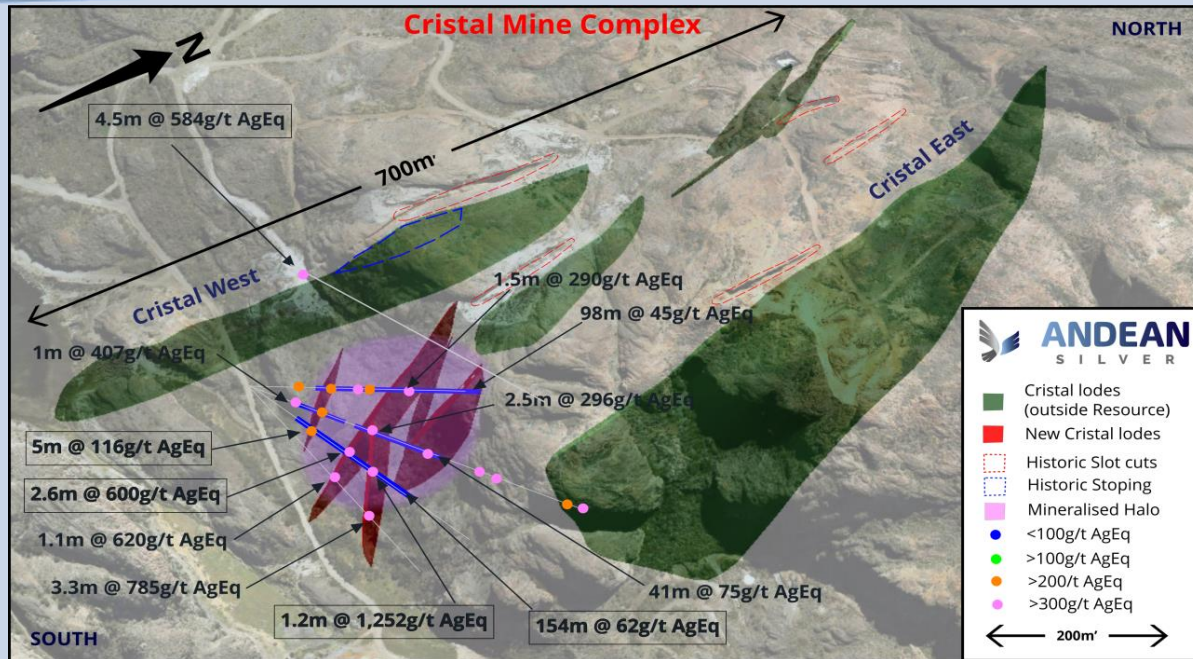 Cristal Mine Complex
NORTH
N
4.5m @ 584g/t AgEq
700m'
Cristal East
Cristal West
1.5m @ 290g/t AgEq
98m @ 45g/t AgEq
1m @ 407g/t AgEq
2.5m @ 296g/t AgEq
5m @ 116g/t AgEq
2.6m @ 600g/t AgEq
1.1m @ 620g/t AgEq
3.3m @ 785g/t AgEq
41m @ 75g/t AgEq
1.2m @ 1,252g/t AgEq
154m @ 62g/t AgEq
SOUTH
ANDEAN
SILVER
Cristal lodes
(outside Resource)
New Cristal lodes
Historic Slot cuts
Historic Stoping
Mineralised Halo
<100g/t AgEq
>100g/t AgEq
>200/t AgEq
>300g/t AgEq
200m'